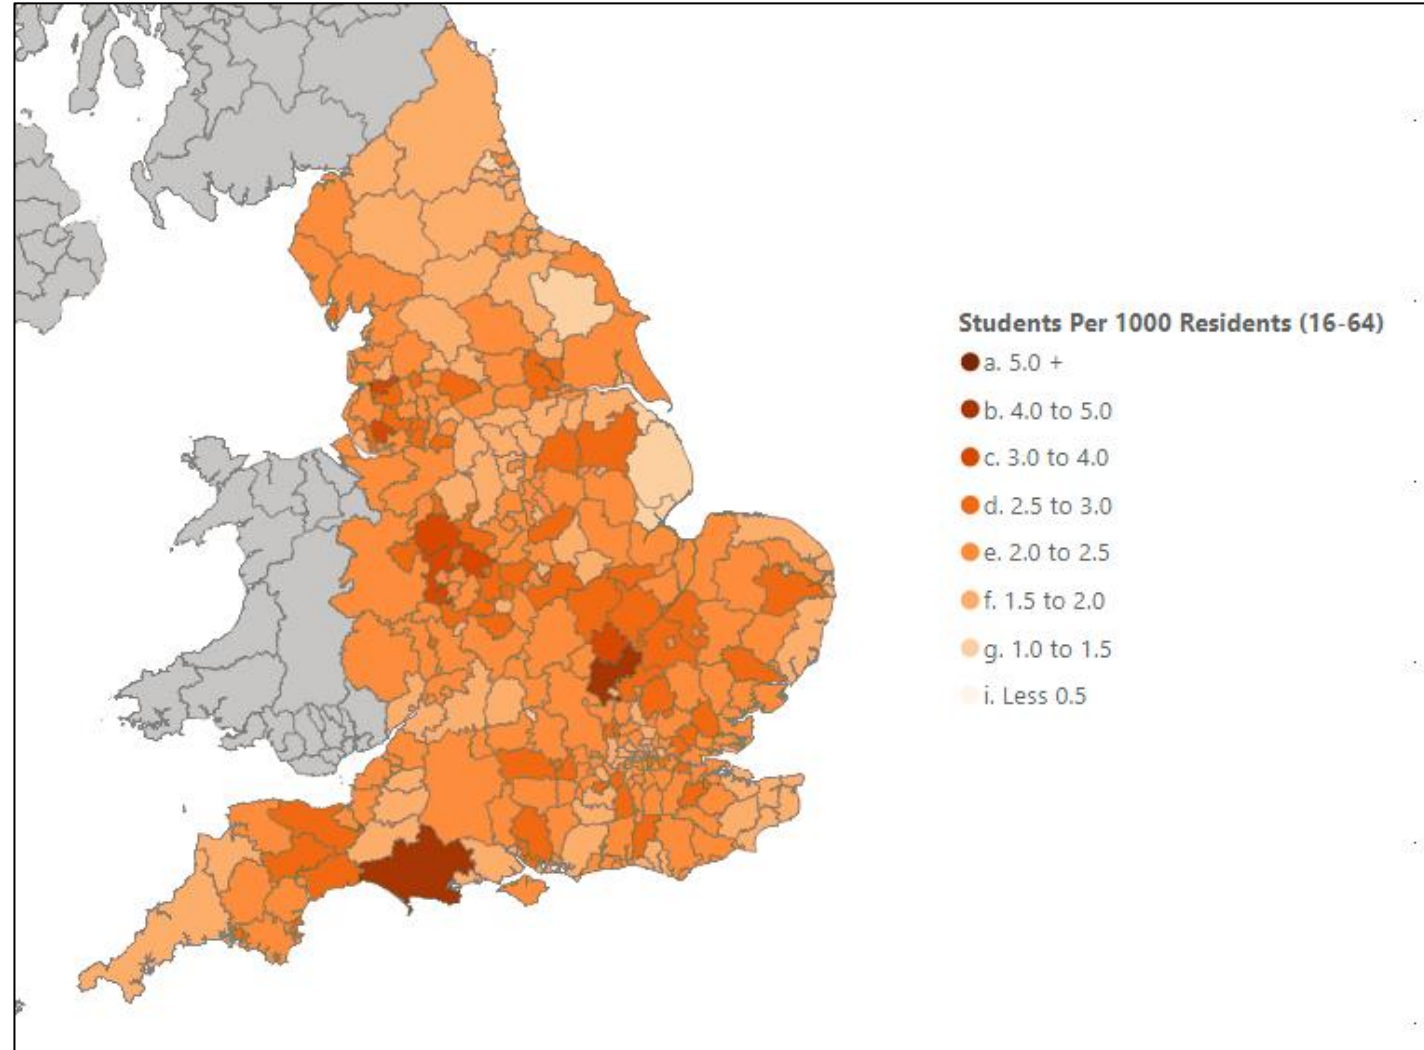 Students Per 1000 Residents (16-64)
a. 5.0 +
b. 4.0 to 5.0
c. 3.0 to 4.0
d. 2.5 to 3.0
e. 2.0 to 2.5
f. 1.5 to 2.0
g. 1.0 to 1.5
i. Less 0.5